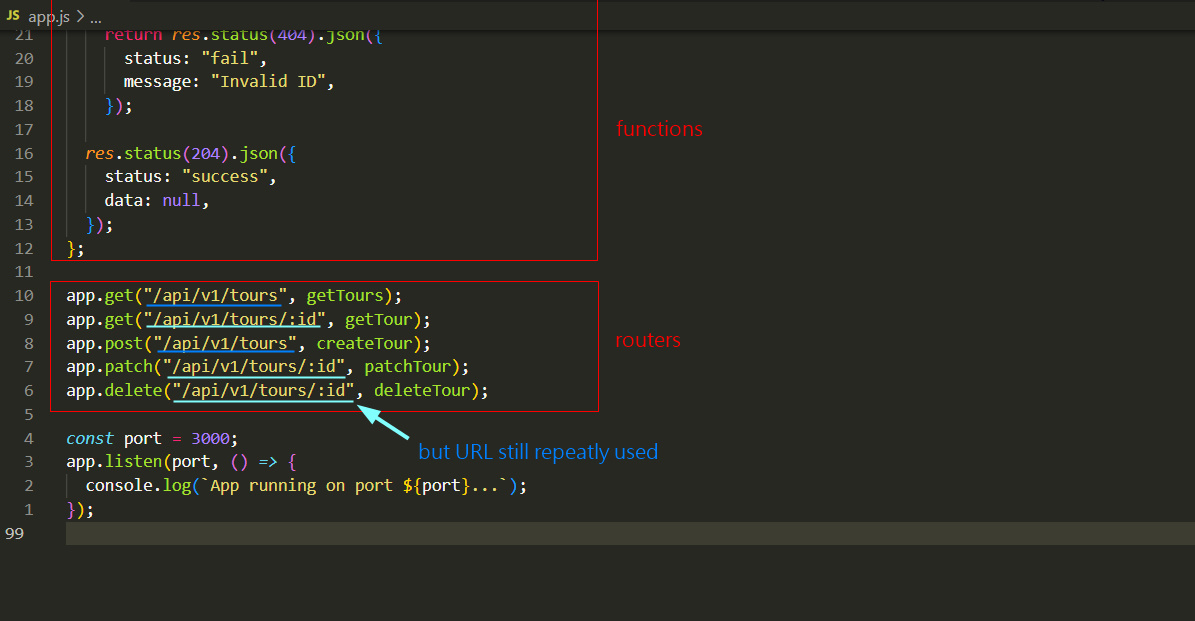 JS app.js > ...
21 return res.status(404).json({
20 status: "fail",
19 message: "Invalid ID",
18 });
17
functions
16 res.status(204).json({
15 status: "success",
14 data: null,
13 });
12 };
11
10 app.get("/api/v1/tours", getTours);
9 app.get("/api/v1/tours/:id", getTour);
8 app.post("/api/v1/tours", createTour);
routers
7 app.patch("/api/v1/tours/:id", patchTour);
6 app.delete("/api/v1/tours/:id", deleteTour);
5
4 const port = 3000;
but URL still repeatly used
3 app.listen(port, () => {
2 console.log(`App running on port ${port}...`);
1 });
99